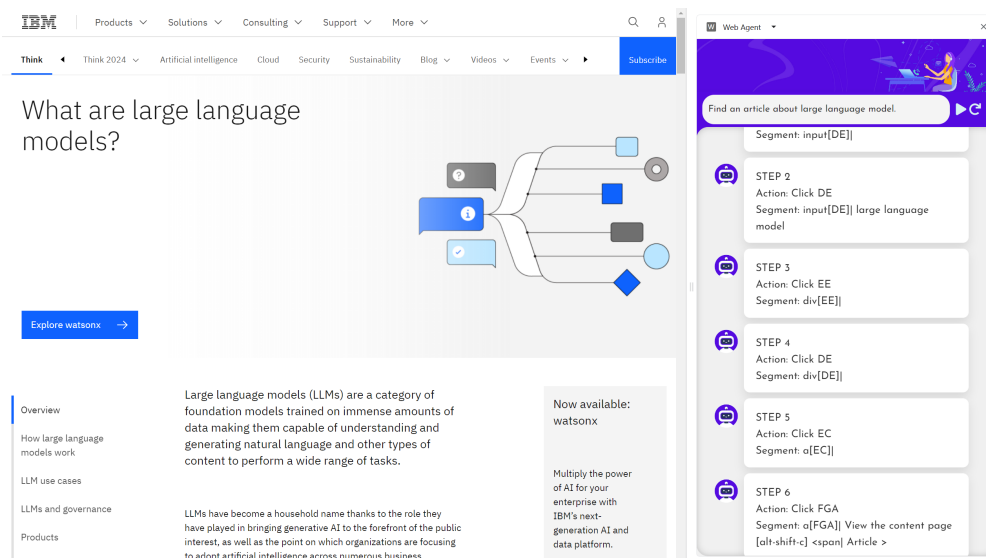 IBM
Products
Solutions
Consulting
Support
More
Think
Think 2024
Artificial intelligence
Cloud
Security
Sustainability
Blog
Videos
Events
Subscribe
What are large language
models?
Explore watsonx
Overview
How large language
models work
LLM use cases
LLMs and governance
Products
Large language models (LLMs) are a category of
foundation models trained on immense amounts of
data making them capable of understanding and
generating natural language and other types of
content to perform a wide range of tasks.
LLMs have become a household name thanks to the role they
have played in bringing generative AI to the forefront of the public
interest, as well as the point on which organizations are focusing
to adopt artificial intelligence across numerous business
Now available:
watsonx
Multiply the power
of AI for your
enterprise with
IBM's next-
generation AI and
data platform.
W
Web Agent
Find an article about large language model.
Segment: input[DE]|
STEP 2
Action: Click DE
Segment: input[DE]| large language
model
STEP 3
Action: Click EE
Segment: div[EE]|
STEP 4
Action: Click DE
Segment: div[DE]|
STEP 5
Action: Click EC
Segment: a[EC]|
STEP 6
Action: Click FGA
Segment: a[FGA]| View the content page
[alt-shift-c] <span| Article >